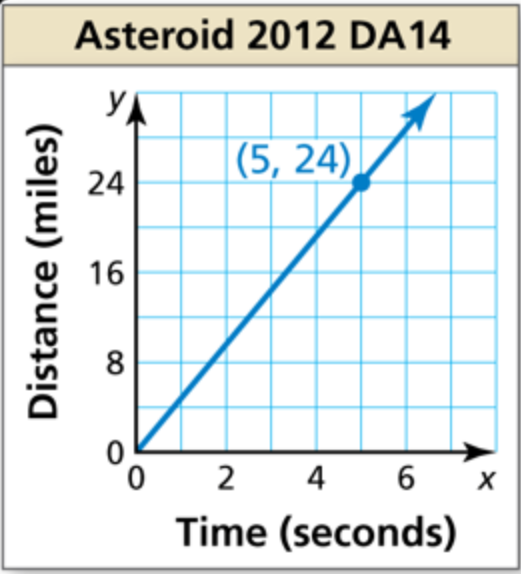 Asteroid 2012 DA14
y
(5, 24)
24
16
8
0
Distance (miles)
0 2 4 6 x
Time (seconds)